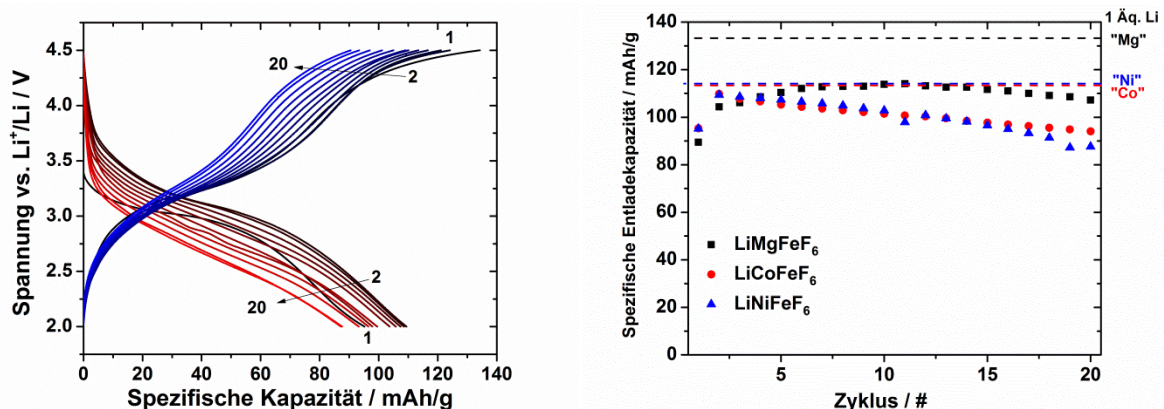 4.5
4.0
3.5
3.0
2.5
2.0
Spannung vs. Li⁺/Li / V
1
20
2
2
20
1
0 20 40 60 80 100 120 140
Spezifische Kapazität / mAh/g
140
120
100
80
60
40
20
0
Spezifische Entladekapazität / mAh/g
1 Äq. Li
"Mg"
"Ni"
"Co"
LiMgFeF₆
LiCoFeF₆
LiNiFeF₆
5 10 15 20
Zyklus / #